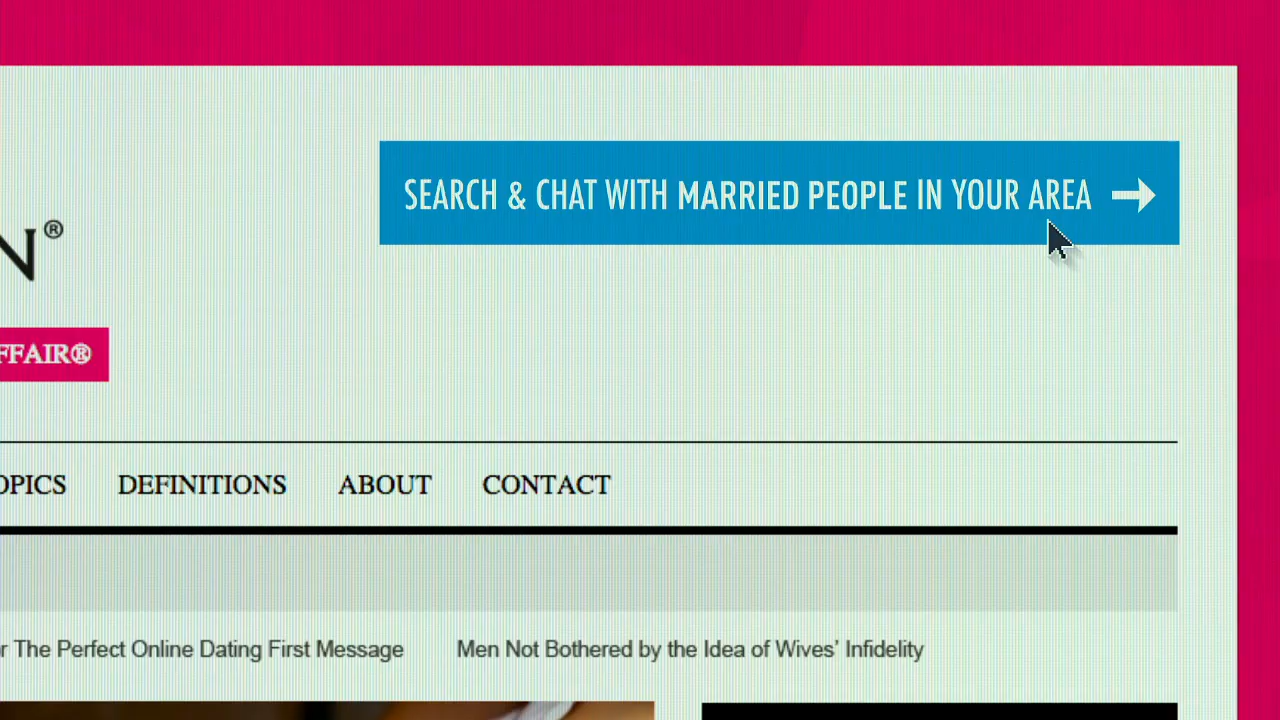 SEARCH & CHAT WITH MARRIED PEOPLE IN YOUR AREA
N®
FFAIR®
OPICS DEFINITIONS ABOUT CONTACT
r The Perfect Online Dating First Message Men Not Bothered by the Idea of Wives' Infidelity